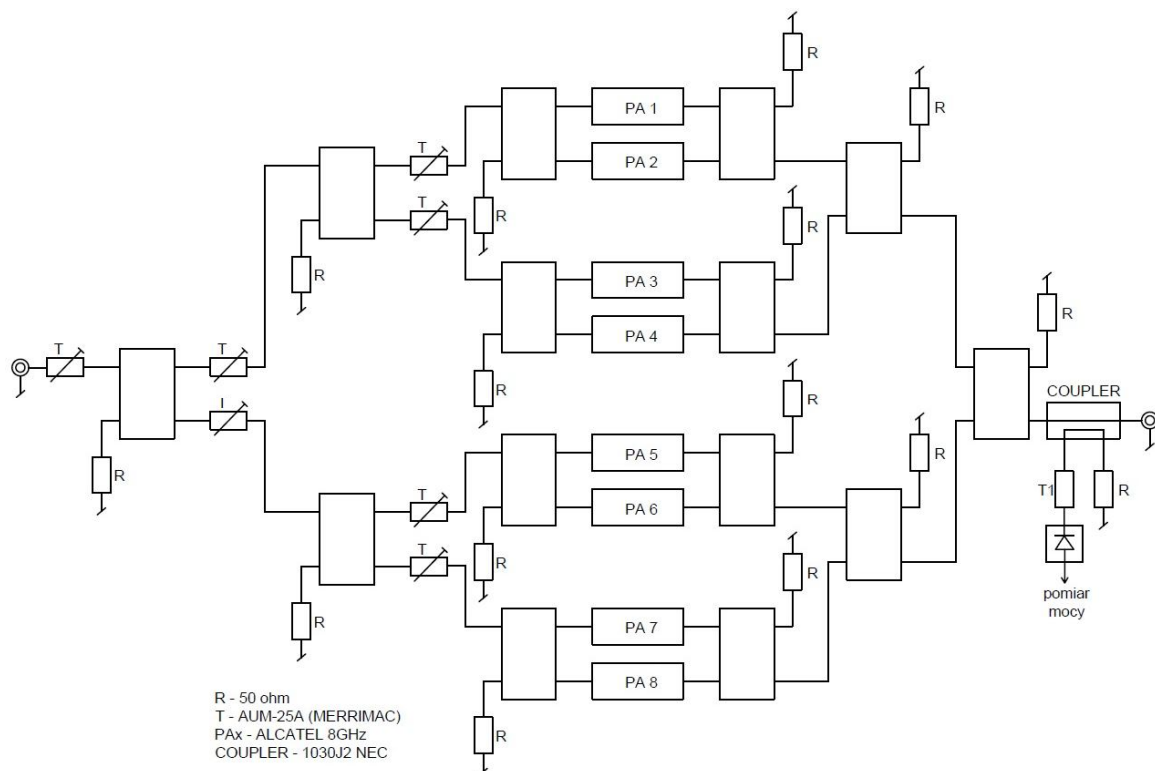 R
R
T
PA 1
T
PA 2
T
R
R
PA 3
R
PA 4
R
T
T
R
COUPLER
I
R
T
PA 5
R
T1
R
R
PA 6
T
R
R
pomiar
mocy
R
PA 7
R
PA 8
R - 50 ohm
T - AUM-25A (MERRIMAC)
PAx - ALCATEL 8GHz
COUPLER - 1030J2 NEC
R